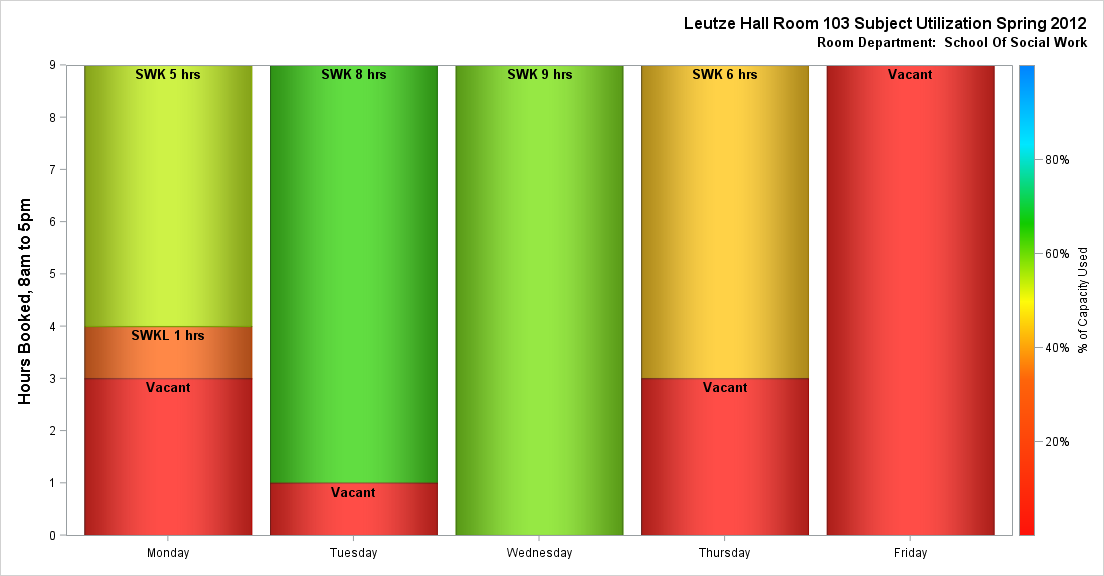 Leutze Hall Room 103 Subject Utilization Spring 2012
Room Department:  School Of Social Work
Hours Booked, 8am to 5pm
9
8
7
6
5
4
3
2
1
0
SWK 5 hrs
SWKL 1 hrs
Vacant
SWK 8 hrs
Vacant
SWK 9 hrs
SWK 6 hrs
Vacant
Vacant
Monday
Tuesday
Wednesday
Thursday
Friday
80%
60%
40%
20%
% of Capacity Used